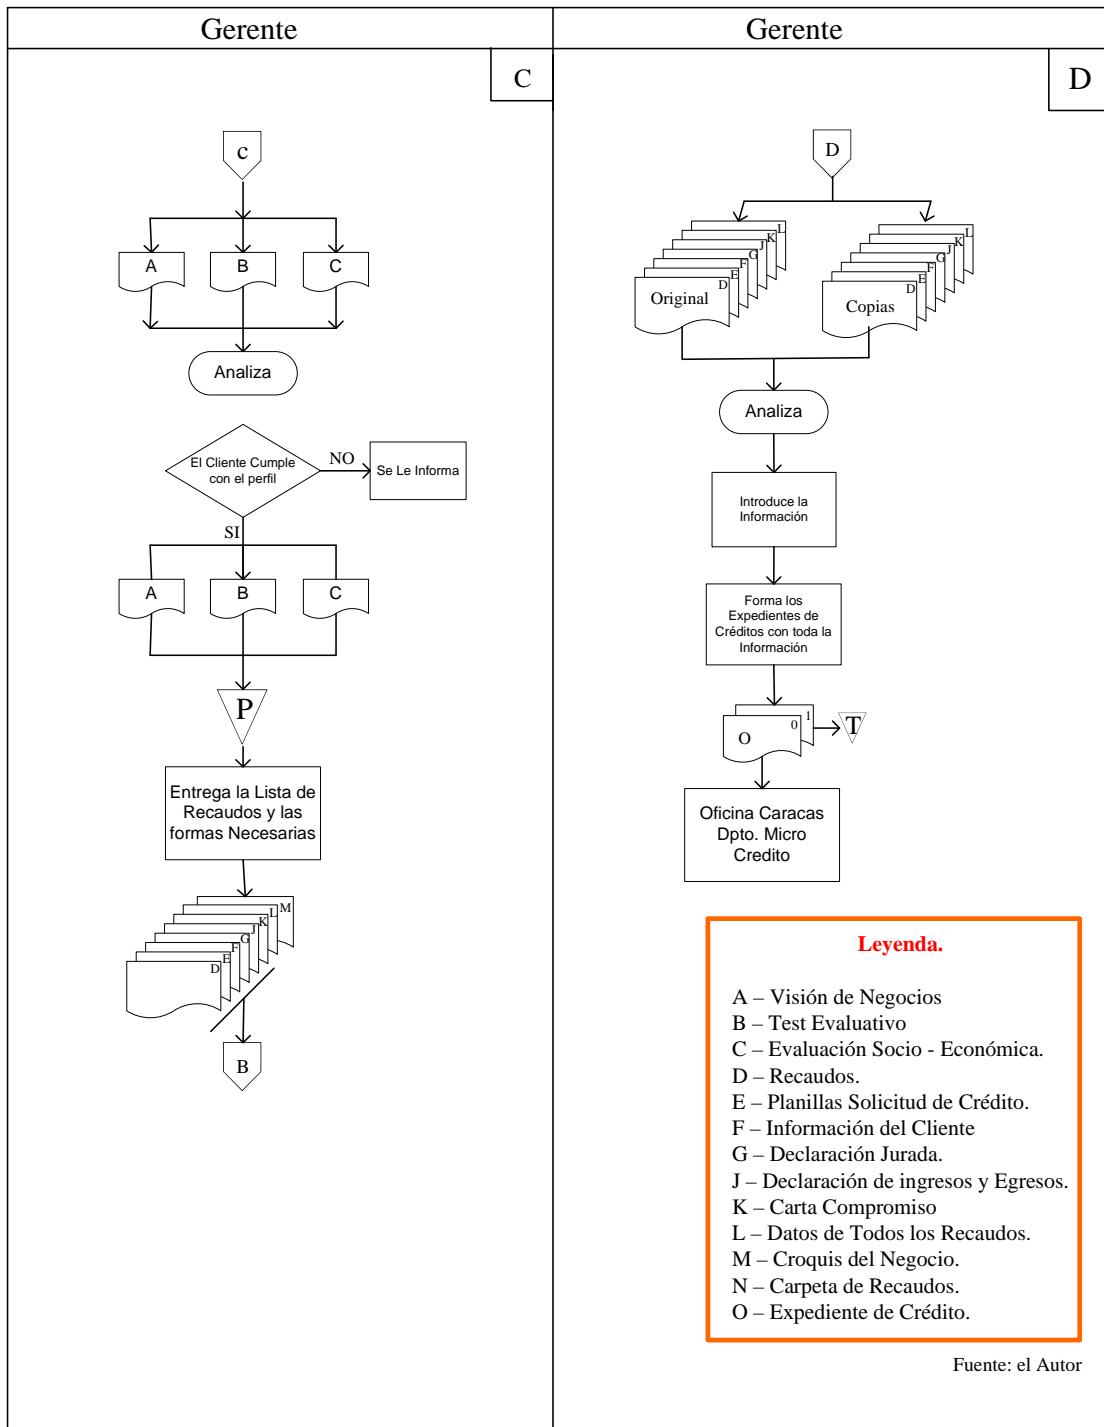 Gerente
C
c
A
B
C
Analiza
El Cliente Cumple
con el perfil
NO
Se Le Informa
SI
A
B
C
P
Entrega la Lista de
Recaudos y las
formas Necesarias
M
L
K
J
G
F
E
D
B
Gerente
D
D
L
K
J
G
F
E
D
Original
L
K
J
G
F
E
D
Copias
Analiza
Introduce la
Información
Forma los
Expedientes de
Créditos con toda la
Información
1
0
O
T
Oficina Caracas
Dpto. Micro
Credito
Leyenda.
A – Visión de Negocios
B – Test Evaluativo
C – Evaluación Socio - Económica.
D – Recaudos.
E – Planillas Solicitud de Crédito.
F – Información del Cliente
G – Declaración Jurada.
J – Declaración de ingresos y Egresos.
K – Carta Compromiso
L – Datos de Todos los Recaudos.
M – Croquis del Negocio.
N – Carpeta de Recaudos.
O – Expediente de Crédito.
Fuente: el Autor